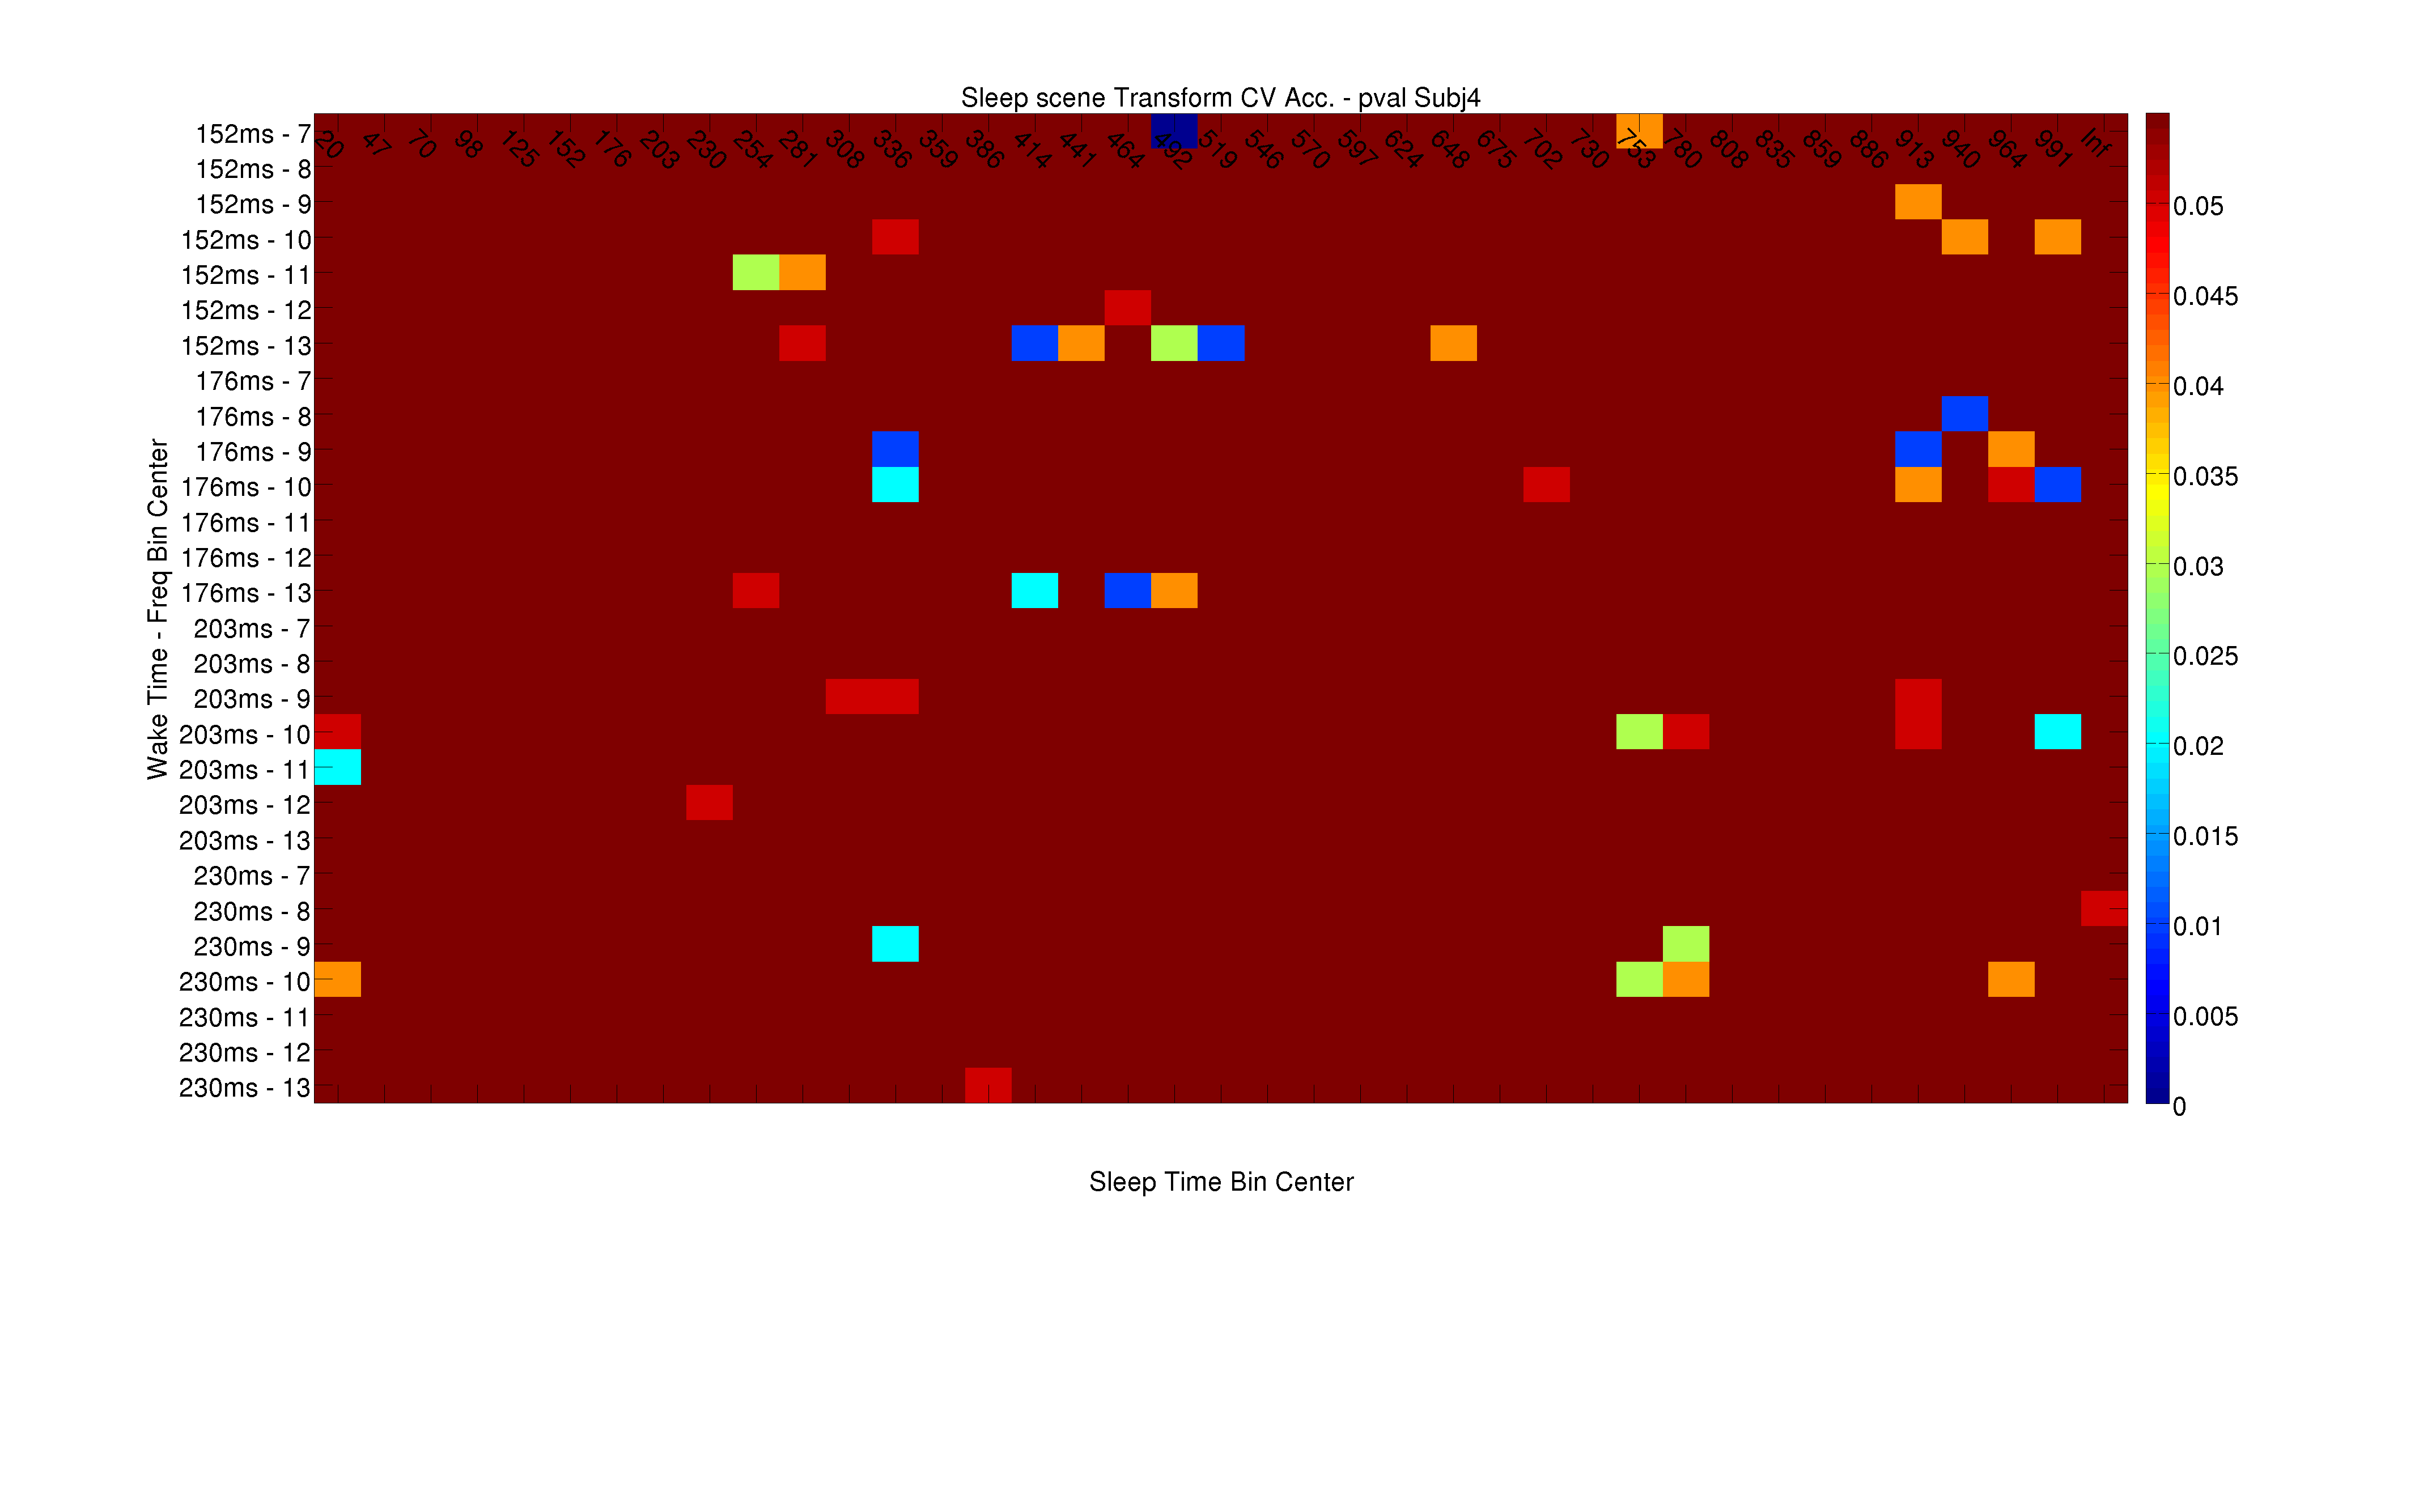 Sleep scene Transform CV Acc. - pval Subj4
20 47 70 98 125 152 176 203 230 254 281 308 336 359 386 414 441 464 492 519 546 570 597 624 648 675 702 730 753 780 808 835 859 886 913 940 964 991 Inf
Wake Time - Freq Bin Center
152ms - 7
152ms - 8
152ms - 9
152ms - 10
152ms - 11
152ms - 12
152ms - 13
176ms - 7
176ms - 8
176ms - 9
176ms - 10
176ms - 11
176ms - 12
176ms - 13
203ms - 7
203ms - 8
203ms - 9
203ms - 10
203ms - 11
203ms - 12
203ms - 13
230ms - 7
230ms - 8
230ms - 9
230ms - 10
230ms - 11
230ms - 12
230ms - 13
0.05
0.045
0.04
0.035
0.03
0.025
0.02
0.015
0.01
0.005
0
Sleep Time Bin Center